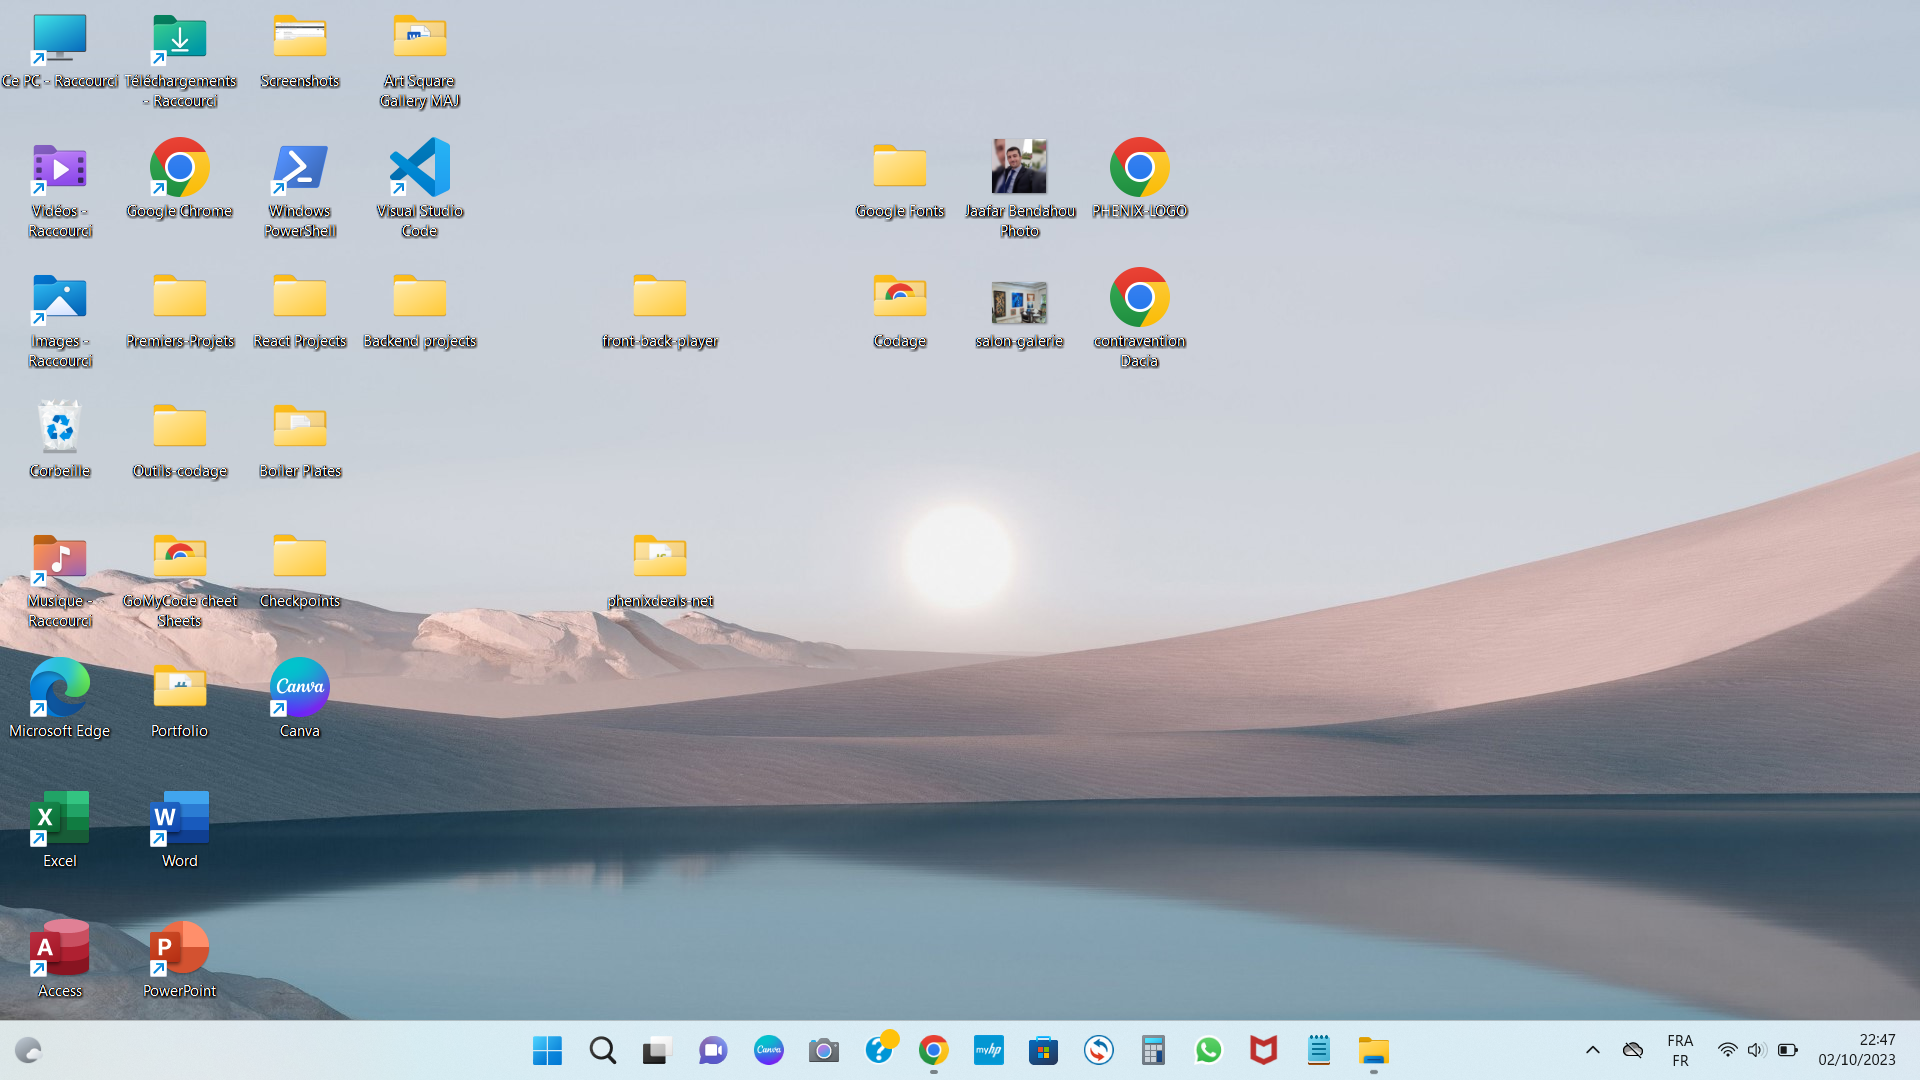 Ce PC - Raccourci
Téléchargements
- Raccourci
Screenshots
Art Square
Gallery MAJ
Vidéos -
Raccourci
Google Chrome
Windows
PowerShell
Visual Studio
Code
Google Fonts
Jaafar Bendahou
Photo
PHENIX-LOGO
Images -
Raccourci
Premiers-Projets
React Projects
Backend projects
front-back-player
Codage
salon-galerie
contravention
Dacia
Corbeille
Outils-codage
Boiler Plates
Musique -
Raccourci
GoMyCode cheet
Sheets
Checkpoints
phenixdeals-net
Microsoft Edge
Portfolio
Canva
Canva
X
Excel
W
Word
A
Access
P
PowerPoint
Canva
?
myhp
FRA
FR
22:47
02/10/2023